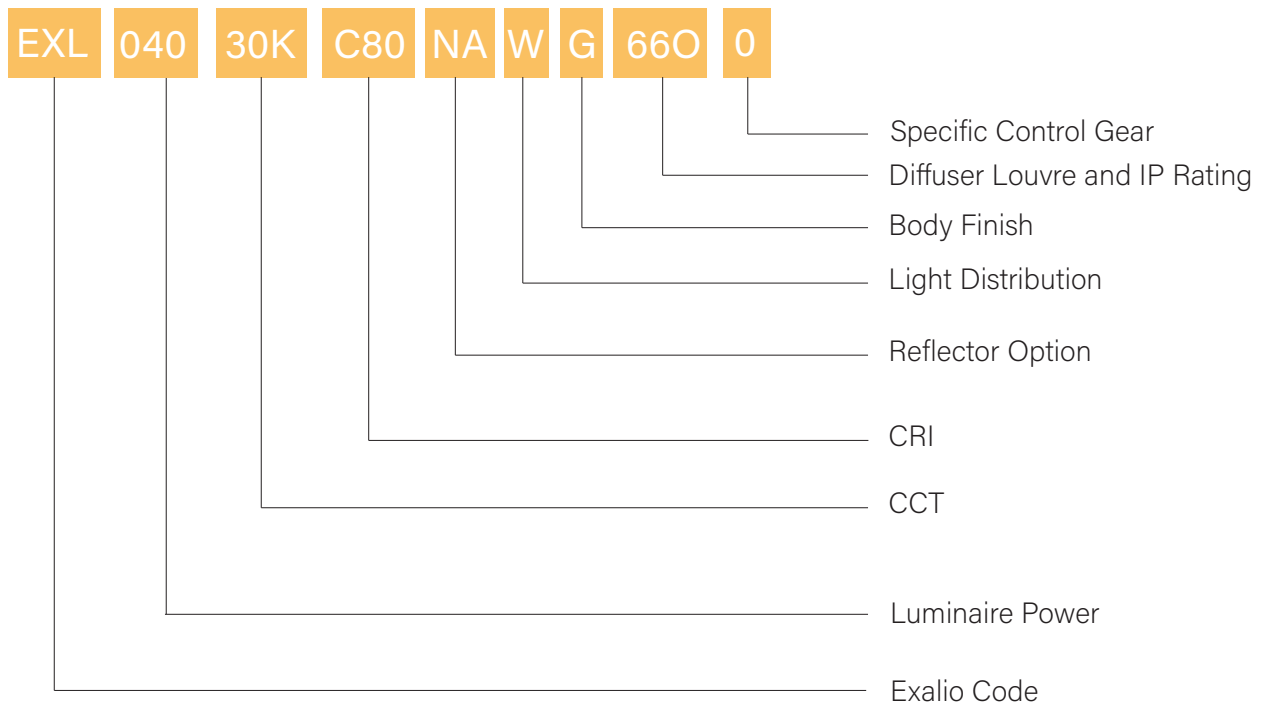 EXL 040 30K C80 NA W G 66O 0
Specific Control Gear
Diffuser Louvre and IP Rating
Body Finish
Light Distribution
Reflector Option
CRI
CCT
Luminaire Power
Exalio Code